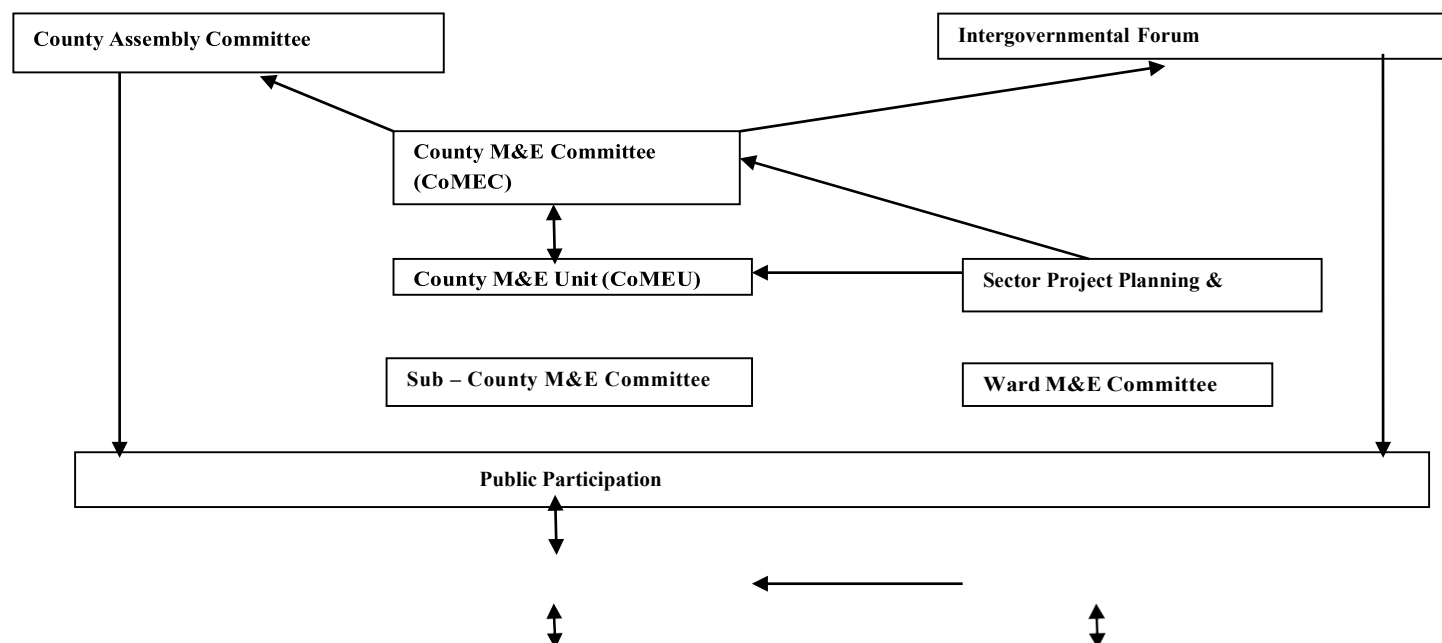 County Assembly Committee
Intergovernmental Forum
County M&E Committee
(CoMEC)
County M&E Unit (CoMEU)
Sector Project Planning &
Sub – County M&E Committee
Ward M&E Committee
Public Participation